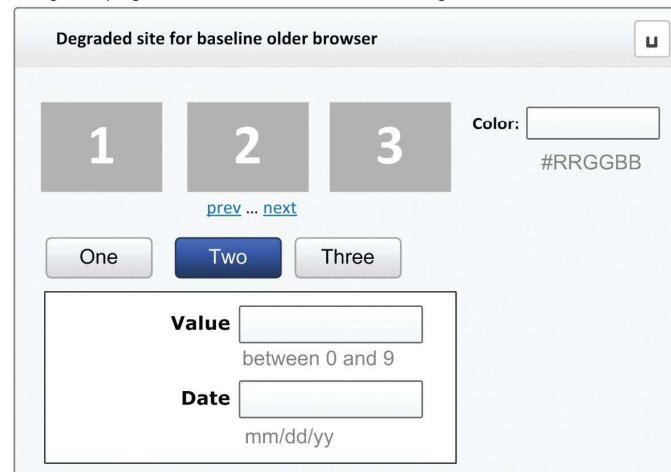 Degraded site for baseline older browser
1
2
3
prev ... next
Color:
#RRGGBB
One
Two
Three
Value
between 0 and 9
Date
mm/dd/yy